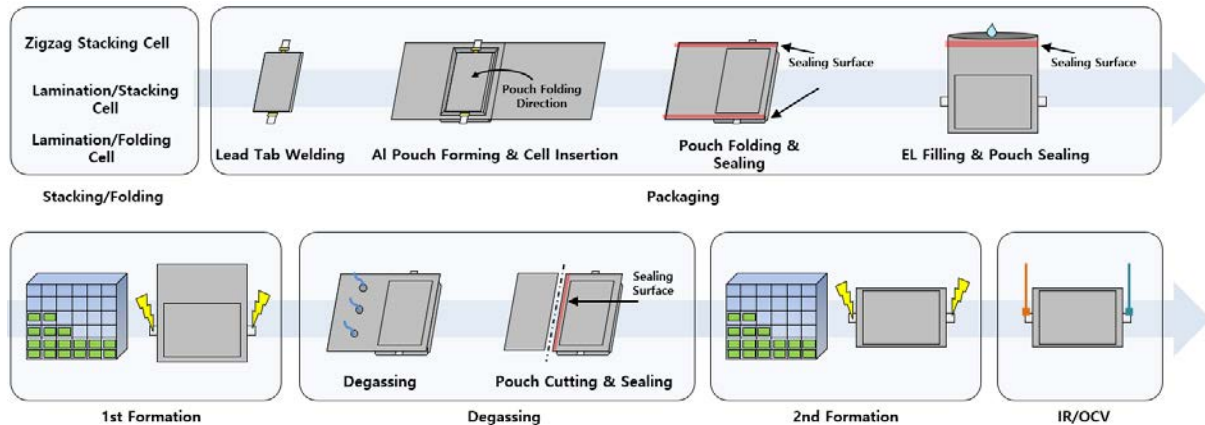 Zigzag Stacking Cell
Lamination/Stacking
Cell
Lamination/Folding
Cell
Stacking/Folding
Lead Tab Welding
Pouch Folding
Direction
Al Pouch Forming & Cell Insertion
Sealing Surface
Pouch Folding &
Sealing
Sealing Surface
EL Filling & Pouch Sealing
Packaging
1st Formation
Degassing
Sealing
Surface
Pouch Cutting & Sealing
Degassing
2nd Formation
IR/OCV